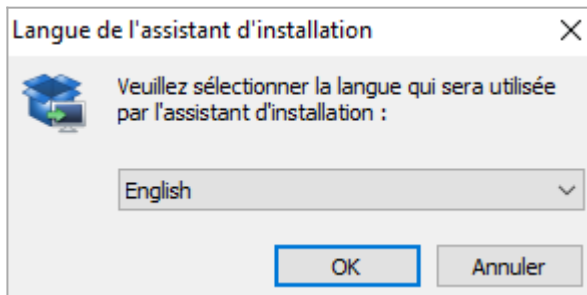 Langue de l'assistant d'installation
Veuillez sélectionner la langue qui sera utilisée
par l'assistant d'installation :
English
OK
Annuler